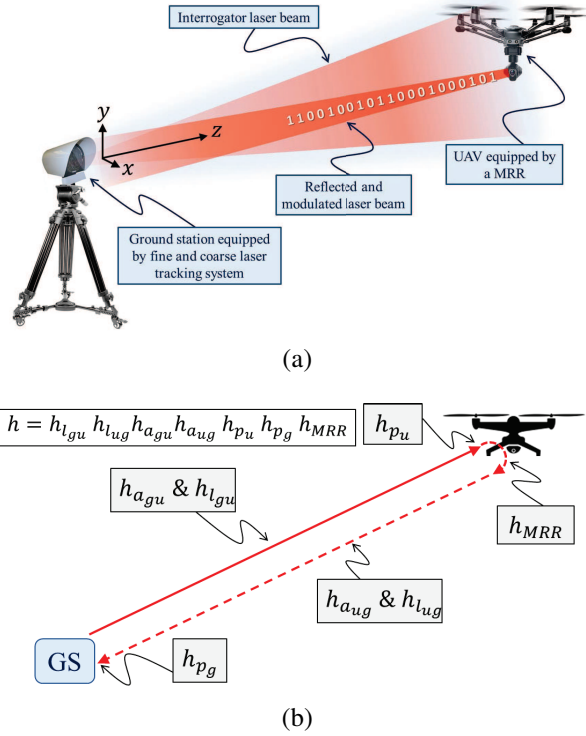 Interrogator laser beam
110010010110001000101
y
z
x
UAV equipped by
a MRR
Reflected and
modulated laser beam
Ground station equipped
by fine and coarse laser
tracking system
(a)
h = h_{l_{gu}} h_{l_{ug}} h_{a_{gu}} h_{a_{ug}} h_{p_u} h_{p_g} h_{MRR}
h_{p_u}
h_{a_{gu}} & h_{l_{gu}}
h_{MRR}
h_{a_{ug}} & h_{l_{ug}}
GS
h_{p_g}
(b)